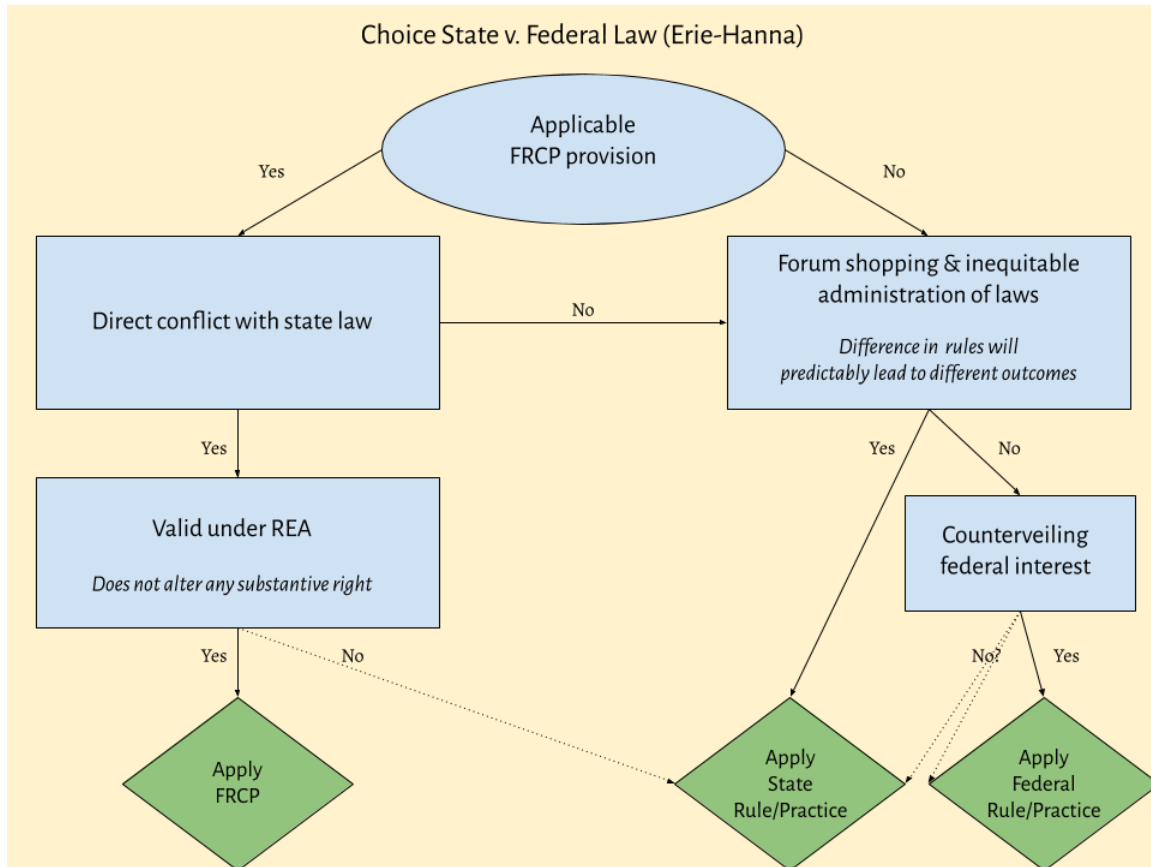 Choice State v. Federal Law (Erie-Hanna)
Applicable
FRCP provision
Yes
No
Direct conflict with state law
No
Forum shopping & inequitable
administration of laws
Difference in rules will
predictably lead to different outcomes
Yes
Yes
No
Valid under REA
Does not alter any substantive right
Counterveiling
federal interest
Yes
No
No?
Yes
Apply
FRCP
Apply
State
Rule/Practice
Apply
Federal
Rule/Practice